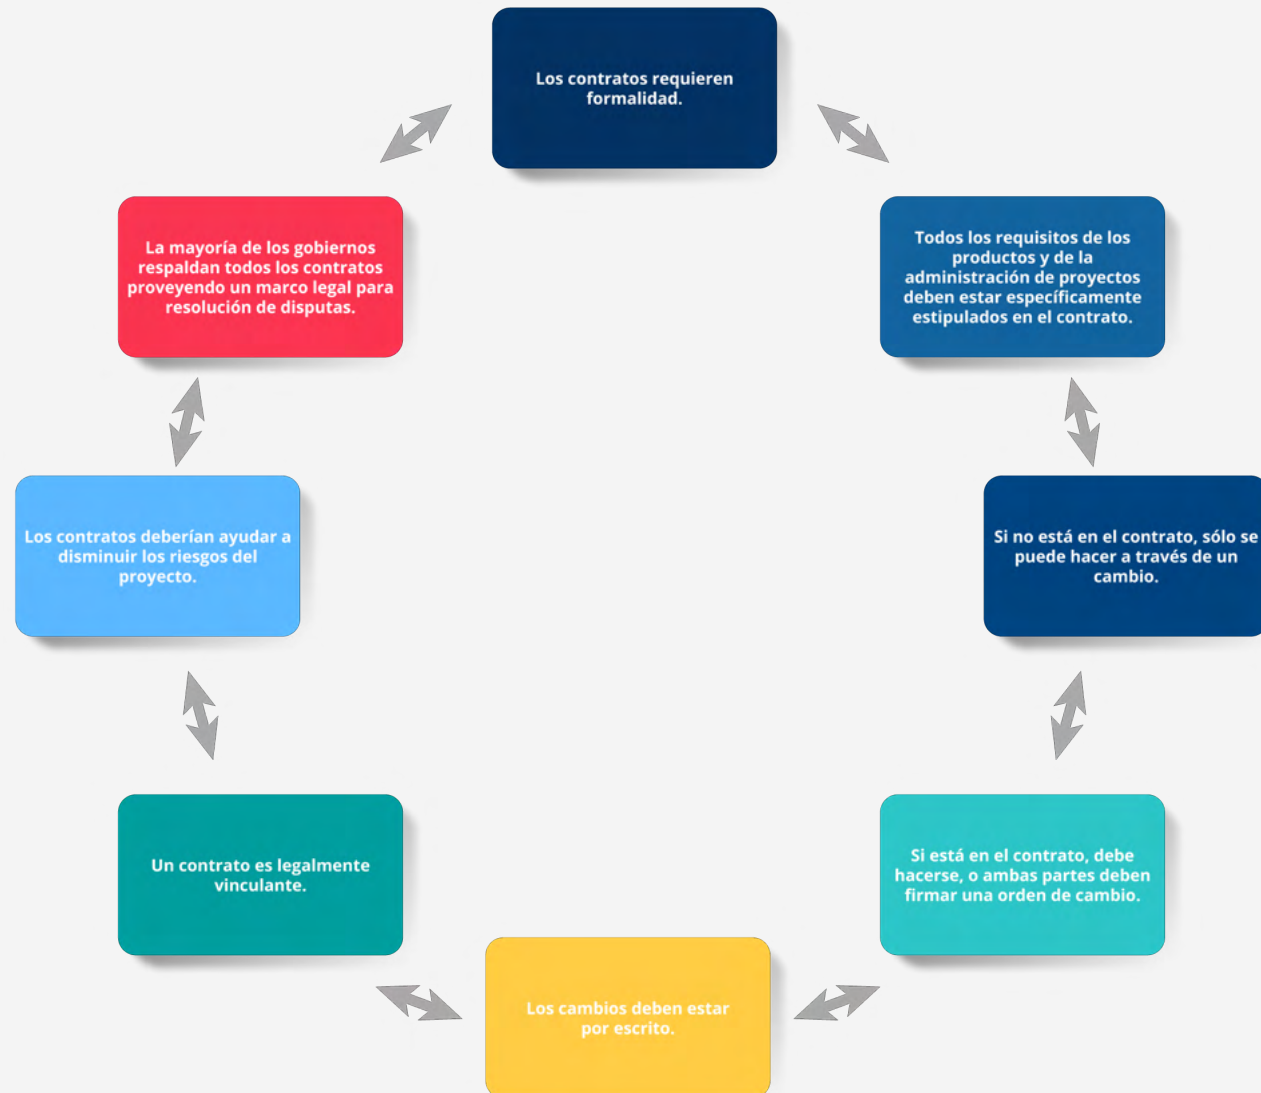 Los contratos requieren
formalidad.
Todos los requisitos de los
productos y de la
administración de proyectos
deben estar específicamente
estipulados en el contrato.
Si no está en el contrato, sólo se
puede hacer a través de un
cambio.
Si está en el contrato, debe
hacerse, o ambas partes deben
firmar una orden de cambio.
Los cambios deben estar
por escrito.
Un contrato es legalmente
vinculante.
Los contratos deberían ayudar a
disminuir los riesgos del
proyecto.
La mayoría de los gobiernos
respaldan todos los contratos
proveyendo un marco legal para
resolución de disputas.